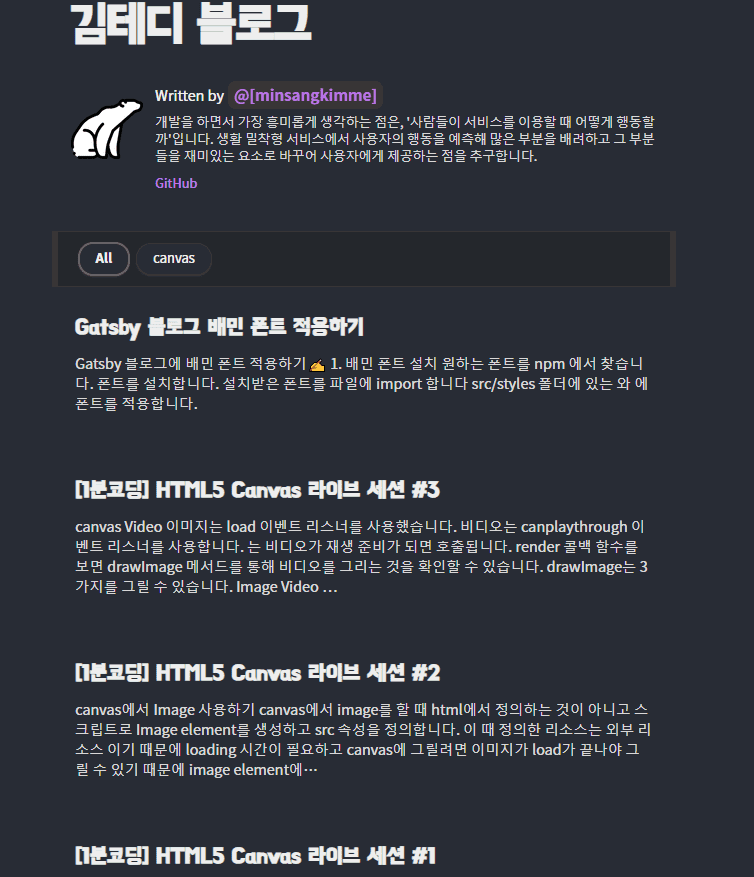 김테디 블로그
Written by @[minsangkimme]
개발을 하면서 가장 흥미롭게 생각하는 점은, '사람들이 서비스를 이용할 때 어떻게 행동할
까'입니다. 생활 밀착형 서비스에서 사용자의 행동을 예측해 많은 부분을 배려하고 그 부분
들을 재미있는 요소로 바꾸어 사용자에게 제공하는 점을 추구합니다.
GitHub
All canvas
Gatsby 블로그 배민 폰트 적용하기
Gatsby 블로그에 배민 폰트 적용하기 ✍ 1. 배민 폰트 설치 원하는 폰트를 npm 에서 찾습니
다. 폰트를 설치합니다. 설치받은 폰트를 파일에 import 합니다 src/styles 폴더에 있는 와 에
폰트를 적용합니다.
[1분코딩] HTML5 Canvas 라이브 세션 #3
canvas Video 이미지는 load 이벤트 리스너를 사용했습니다. 비디오는 canplaythrough 이
벤트 리스너를 사용합니다. 는 비디오가 재생 준비가 되면 호출됩니다. render 콜백 함수를
보면 drawImage 메서드를 통해 비디오를 그리는 것을 확인할 수 있습니다. drawImage는 3
가지를 그릴 수 있습니다. Image Video …
[1분코딩] HTML5 Canvas 라이브 세션 #2
canvas에서 Image 사용하기 canvas에서 image를 할 때 html에서 정의하는 것이 아니고 스
크립트로 Image element를 생성하고 src 속성을 정의합니다. 이 때 정의한 리소스는 외부 리
소스 이기 때문에 loading 시간이 필요하고 canvas에 그릴려면 이미지가 load가 끝나야 그
릴 수 있기 때문에 image element에…
[1분코딩] HTML5 Canvas 라이브 세션 #1